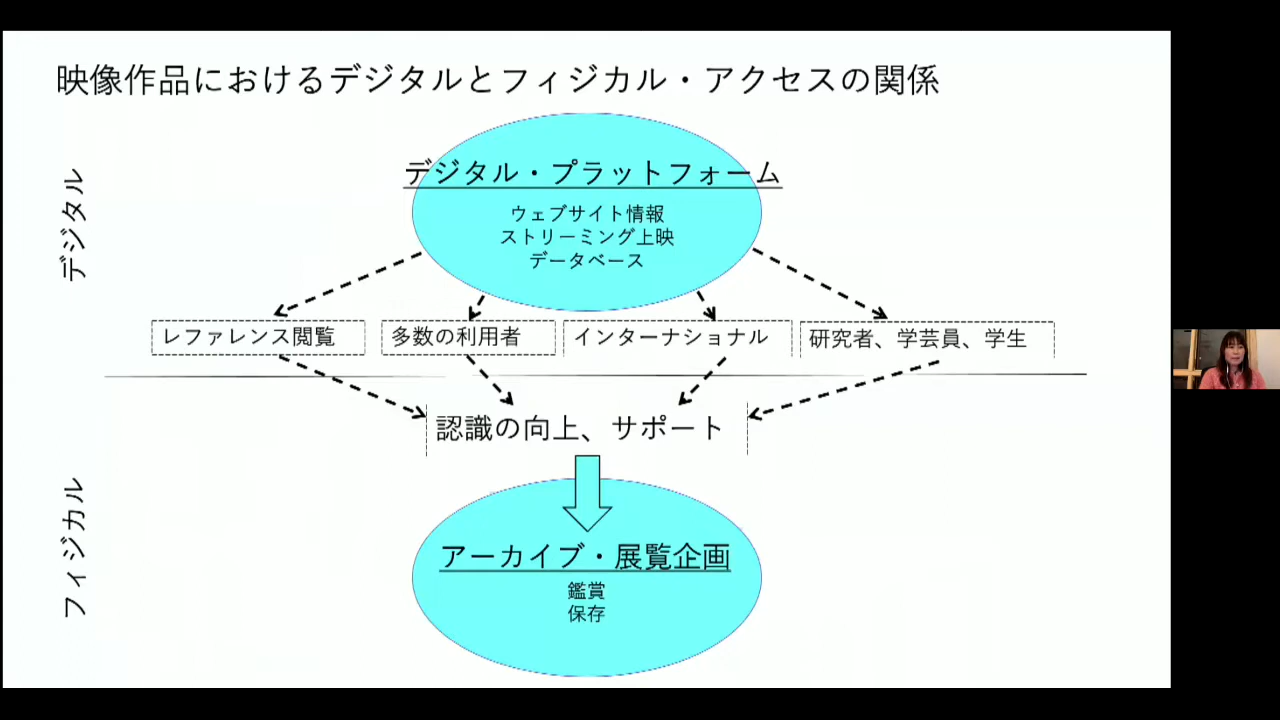 映像作品におけるデジタルとフィジカル・アクセスの関係
デジタル
デジタル・プラットフォーム
ウェブサイト情報
ストリーミング上映
データベース
レファレンス閲覧
多数の利用者
インターナショナル
研究者、学芸員、学生
認識の向上、サポート
フィジカル
アーカイブ・展覧企画
鑑賞
保存